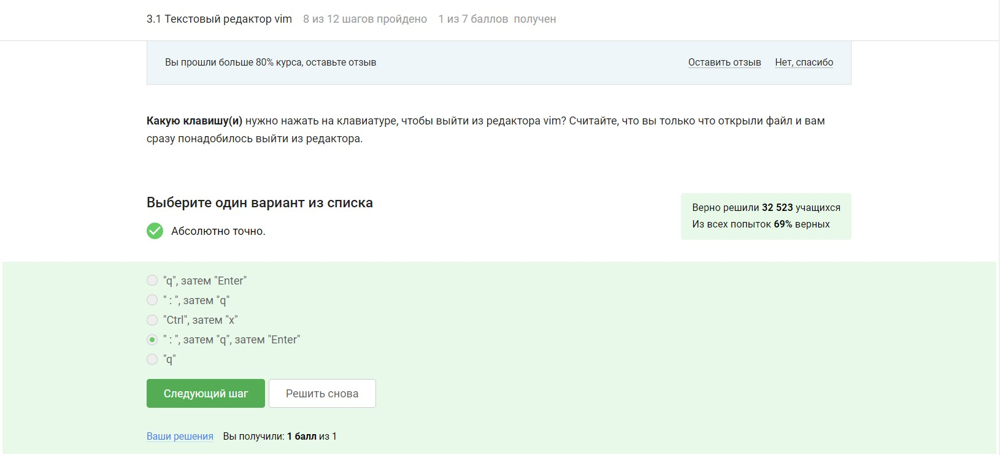 3.1 Текстовый редактор vim 8 из 12 шагов пройдено 1 из 7 баллов получен
Вы прошли больше 80% курса, оставьте отзыв Оставить отзыв Нет, спасибо
Какую клавишу(и) нужно нажать на клавиатуре, чтобы выйти из редактора vim? Считайте, что вы только что открыли файл и вам
сразу понадобилось выйти из редактора.
Выберите один вариант из списка
Абсолютно точно.
Верно решили 32 523 учащихся
Из всех попыток 69% верных
"q", затем "Enter"
" : ", затем "q"
"Ctrl", затем "x"
" : ", затем "q", затем "Enter"
"q"
Следующий шаг Решить снова
Ваши решения Вы получили: 1 балл из 1